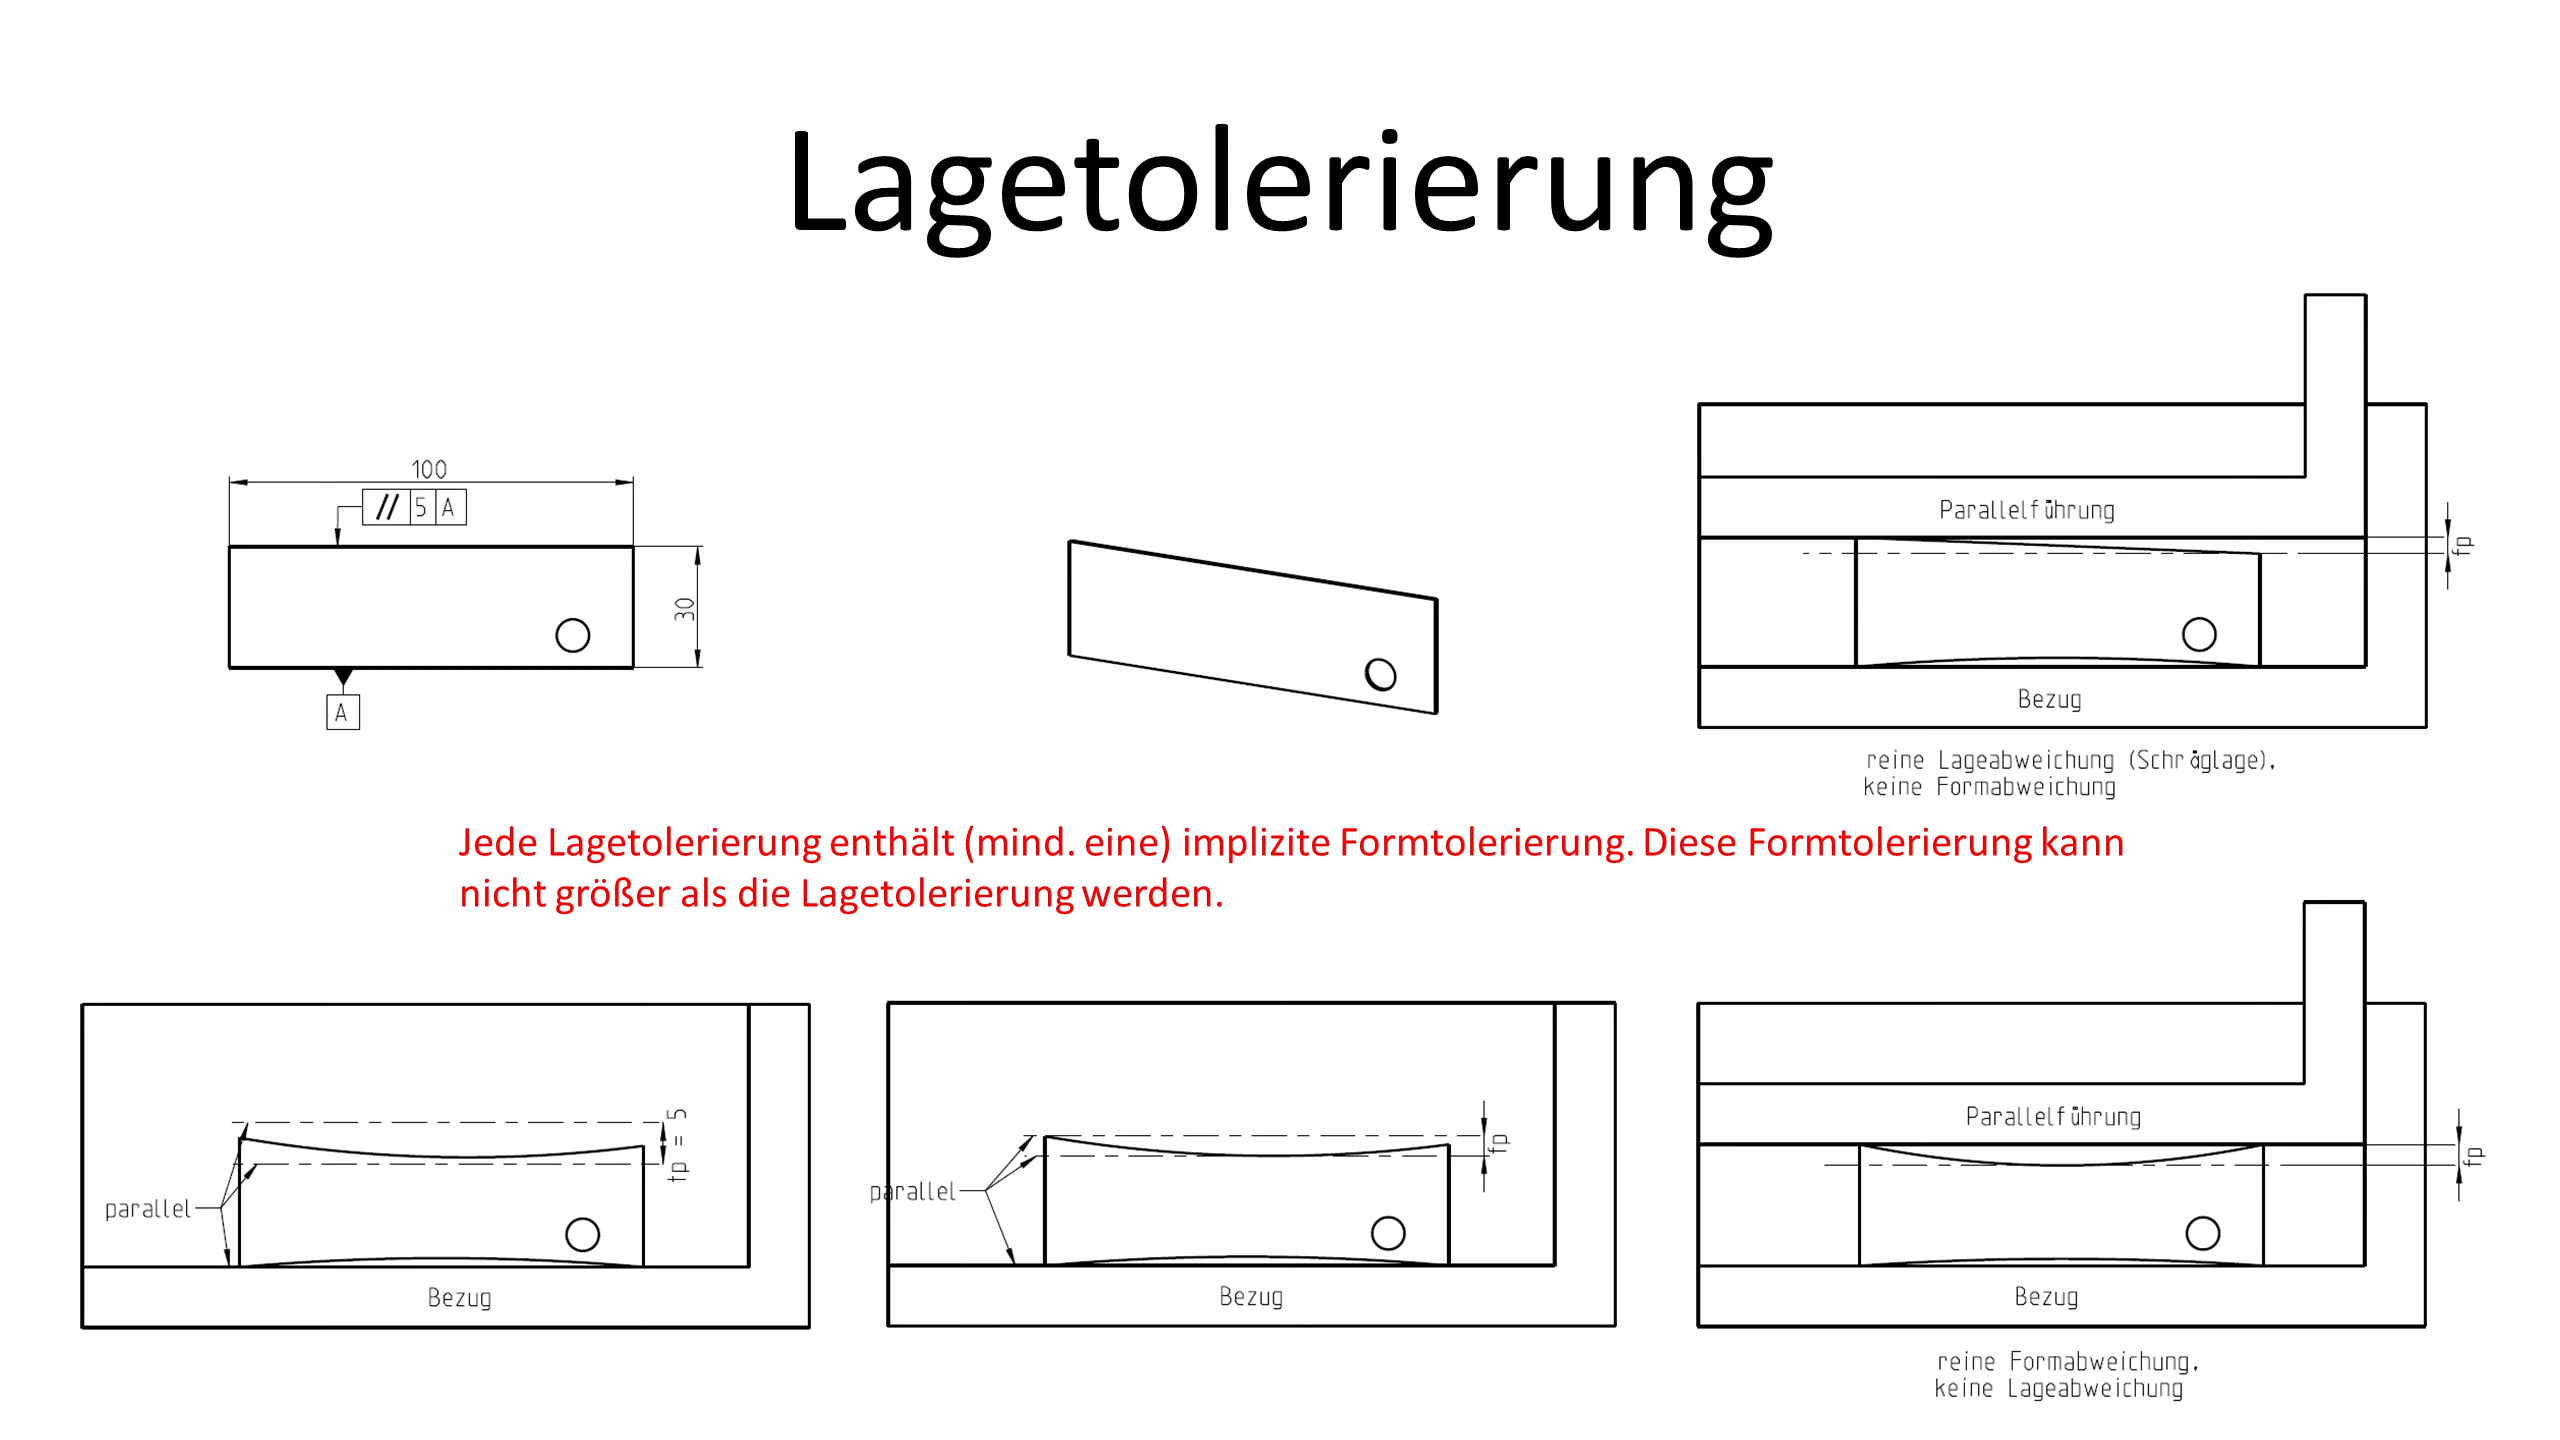 Lagetolerierung
100
// 5 A
30
A
Parallelführung
fp
Bezug
reine Lageabweichung (Schräglage),
keine Formabweichung
Jede Lagetolerierung enthält (mind. eine) implizite Formtolerierung. Diese Formtolerierung kann
nicht größer als die Lagetolerierung werden.
tp = 5
parallel
Bezug
fp
parallel
Bezug
Parallelführung
fp
Bezug
reine Formabweichung,
keine Lageabweichung